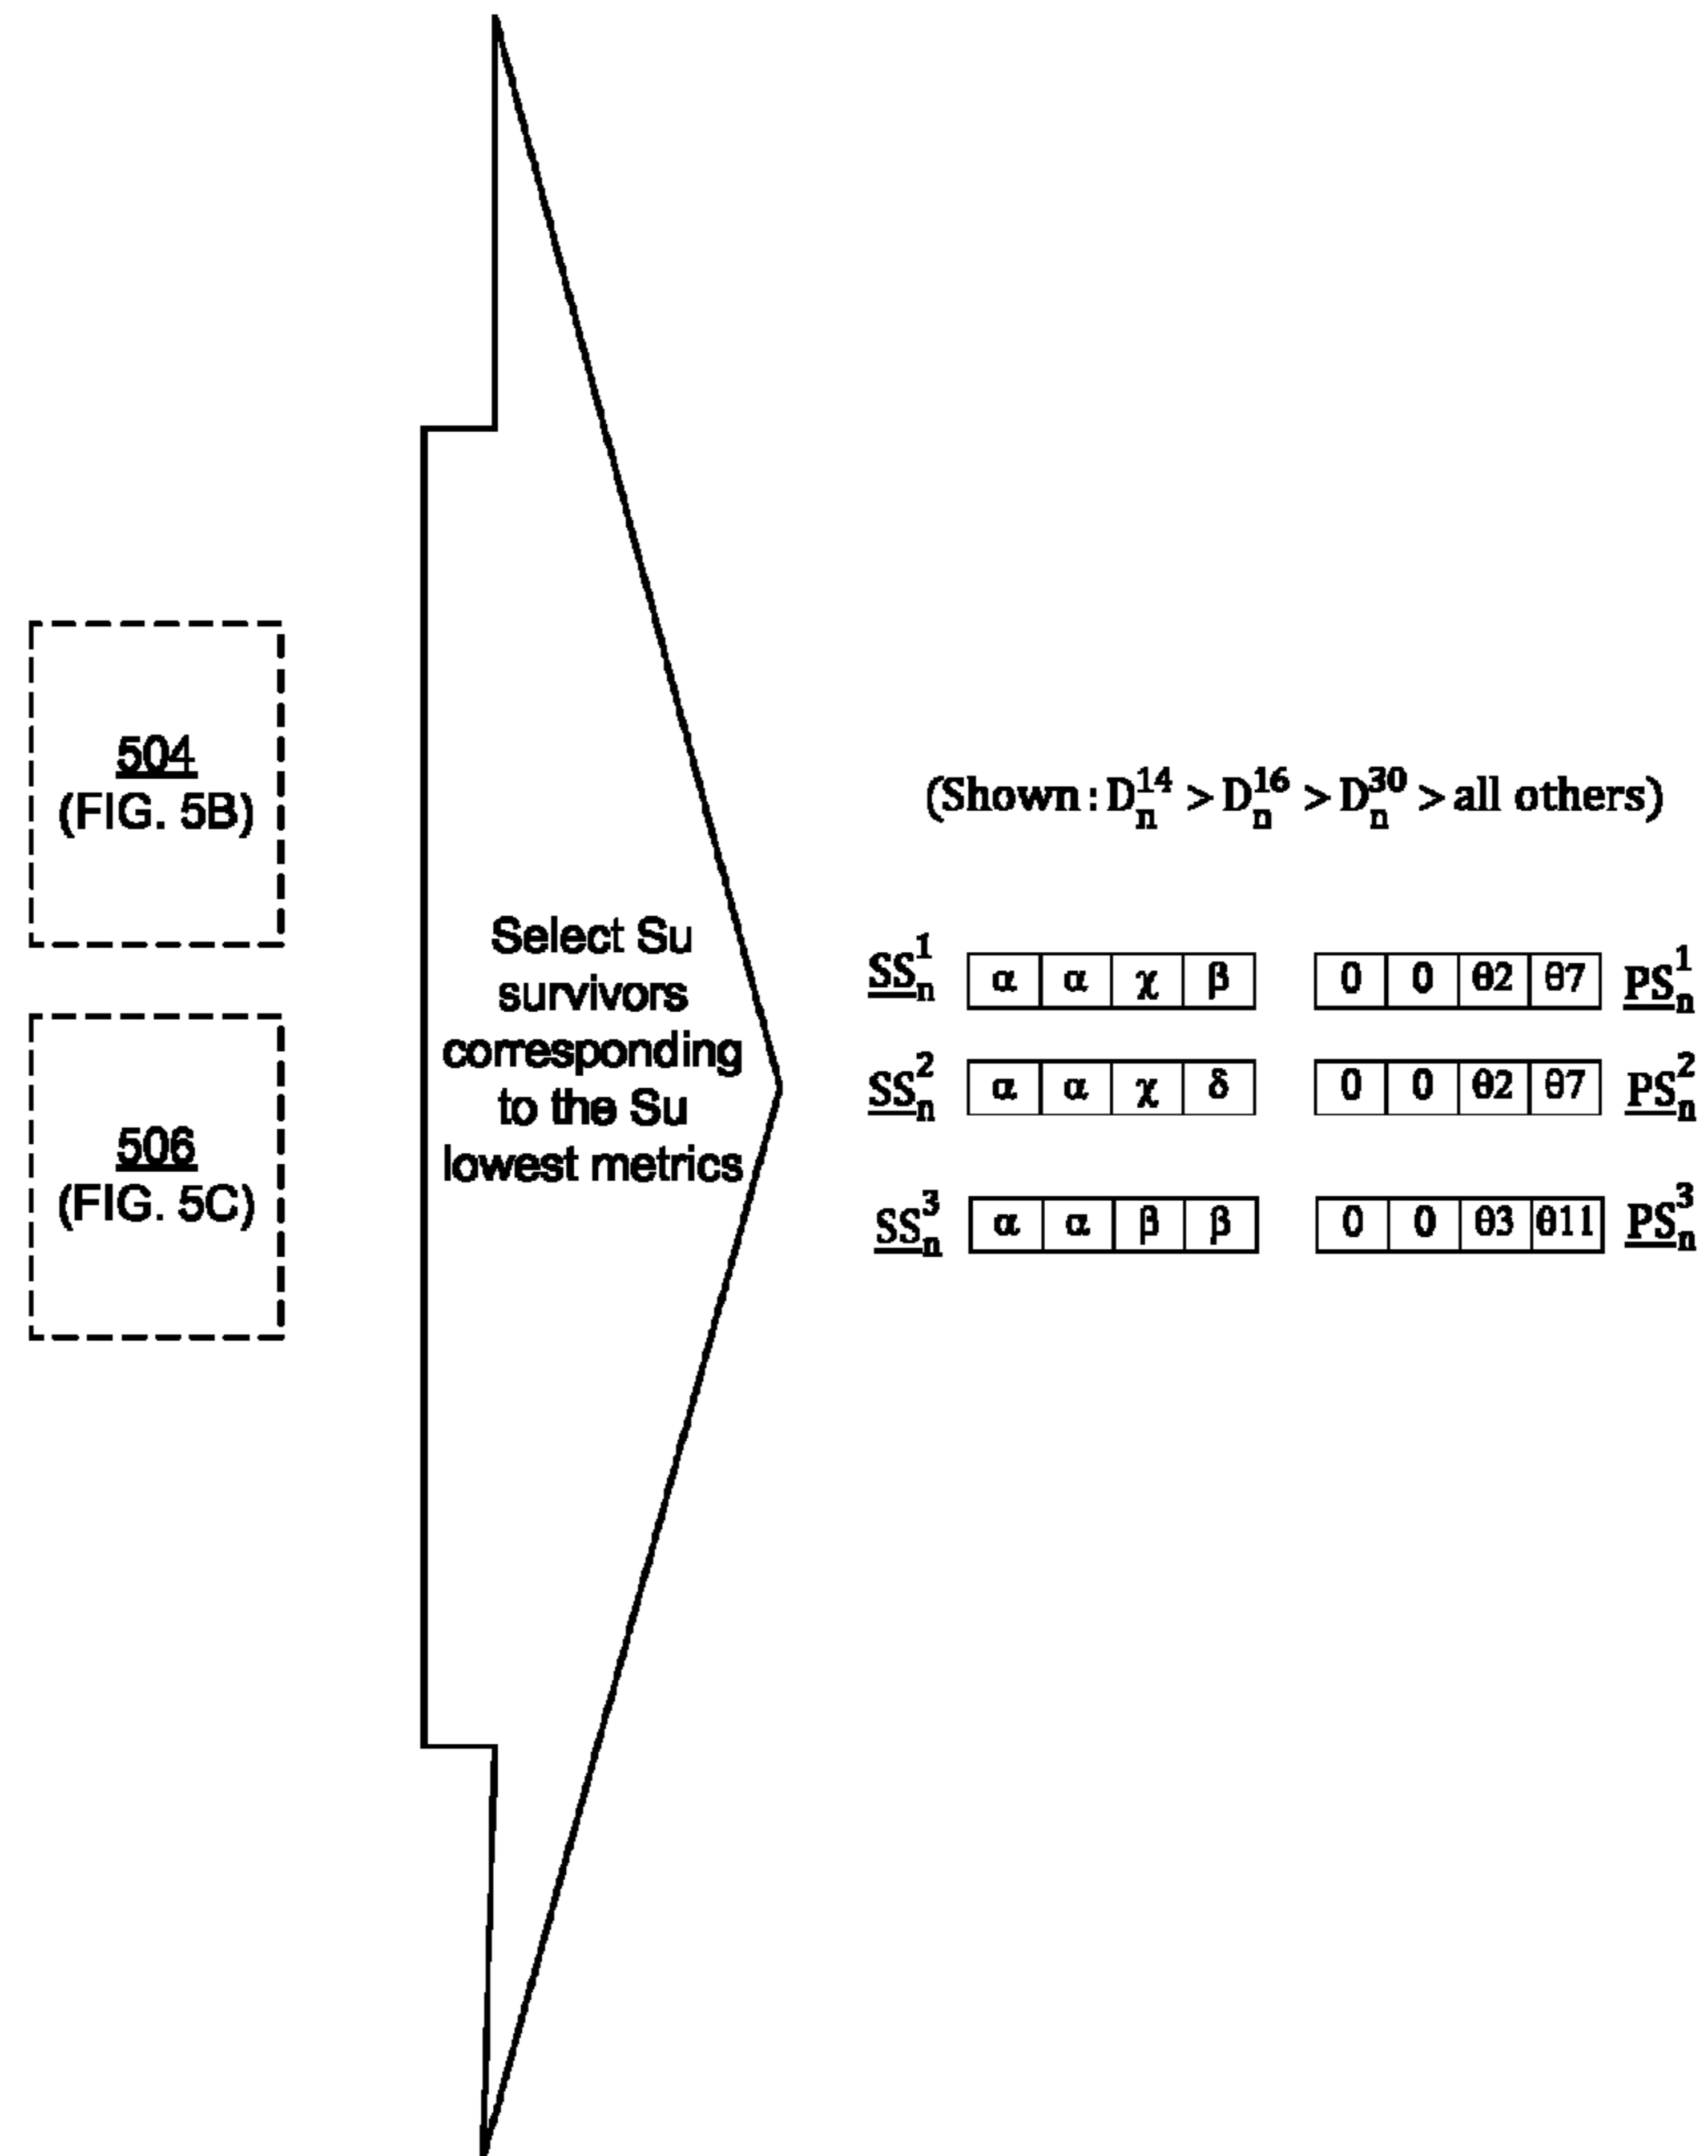 504
(FIG. 5B)
506
(FIG. 5C)
Select Su
survivors
corresponding
to the Su
lowest metrics
(Shown: D_n^14 > D_n^16 > D_n^30 > all others)
SS_n^1 α α χ β 0 0 θ2 θ7 PS_n^1
SS_n^2 α α χ δ 0 0 θ2 θ7 PS_n^2
SS_n^3 α α β β 0 0 θ3 θ11 PS_n^3